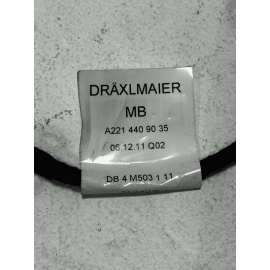 DRÄXLMAIER
MB
A221 440 90 35
06.12.11 Q02
DB 4 M503 1 11